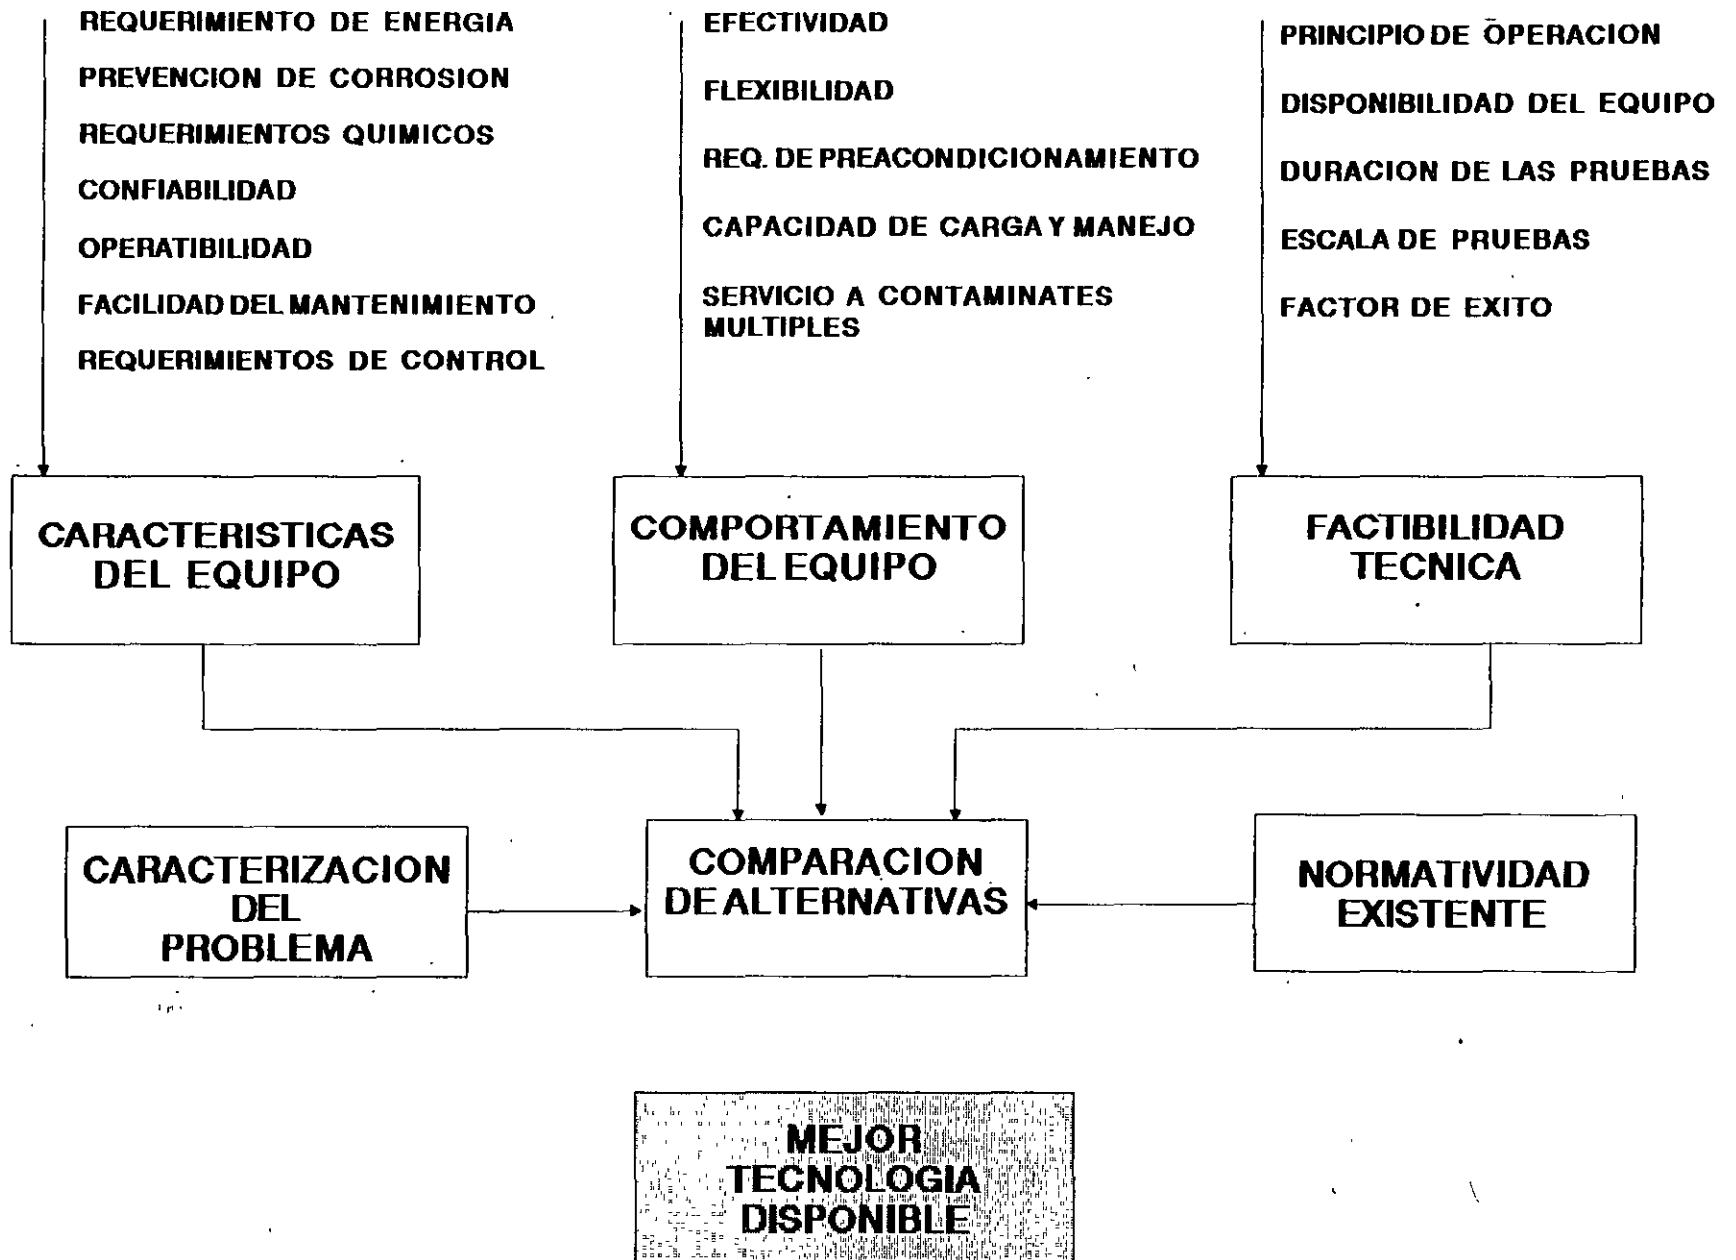 REQUERIMIENTO DE ENERGIA
PREVENCION DE CORROSION
REQUERIMIENTOS QUIMICOS
CONFIABILIDAD
OPERATIBILIDAD
FACILIDAD DEL MANTENIMIENTO
REQUERIMIENTOS DE CONTROL
EFECTIVIDAD
FLEXIBILIDAD
REQ. DE PREACONDICIONAMIENTO
CAPACIDAD DE CARGA Y MANEJO
SERVICIO A CONTAMINATES
MULTIPLES
PRINCIPIO DE OPERACION
DISPONIBILIDAD DEL EQUIPO
DURACION DE LAS PRUEBAS
ESCALA DE PRUEBAS
FACTOR DE EXITO
CARACTERISTICAS
DEL EQUIPO
COMPORTAMIENTO
DEL EQUIPO
FACTIBILIDAD
TECNICA
CARACTERIZACION
DEL
PROBLEMA
COMPARACION
DE ALTERNATIVAS
NORMATIVIDAD
EXISTENTE
MEJOR
TECNOLOGIA
DISPONIBLE